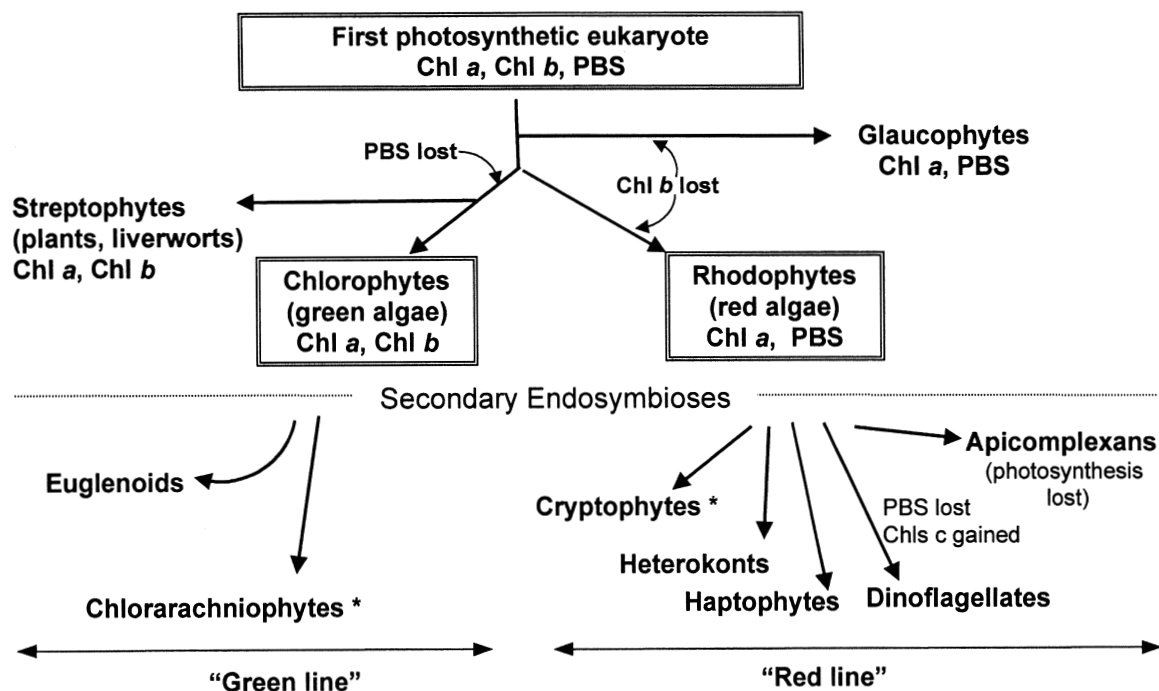 First photosynthetic eukaryote
Chl a, Chl b, PBS
PBS lost
Chl b lost
Glaucophytes
Chl a, PBS
Streptophytes
(plants, liverworts)
Chl a, Chl b
Chlorophytes
(green algae)
Chl a, Chl b
Rhodophytes
(red algae)
Chl a, PBS
Secondary Endosymbioses
Euglenoids
Chlorarachniophytes *
Cryptophytes *
Heterokonts
Haptophytes
Dinoflagellates
PBS lost
Chls c gained
Apicomplexans
(photosynthesis
lost)
“Green line”
“Red line”